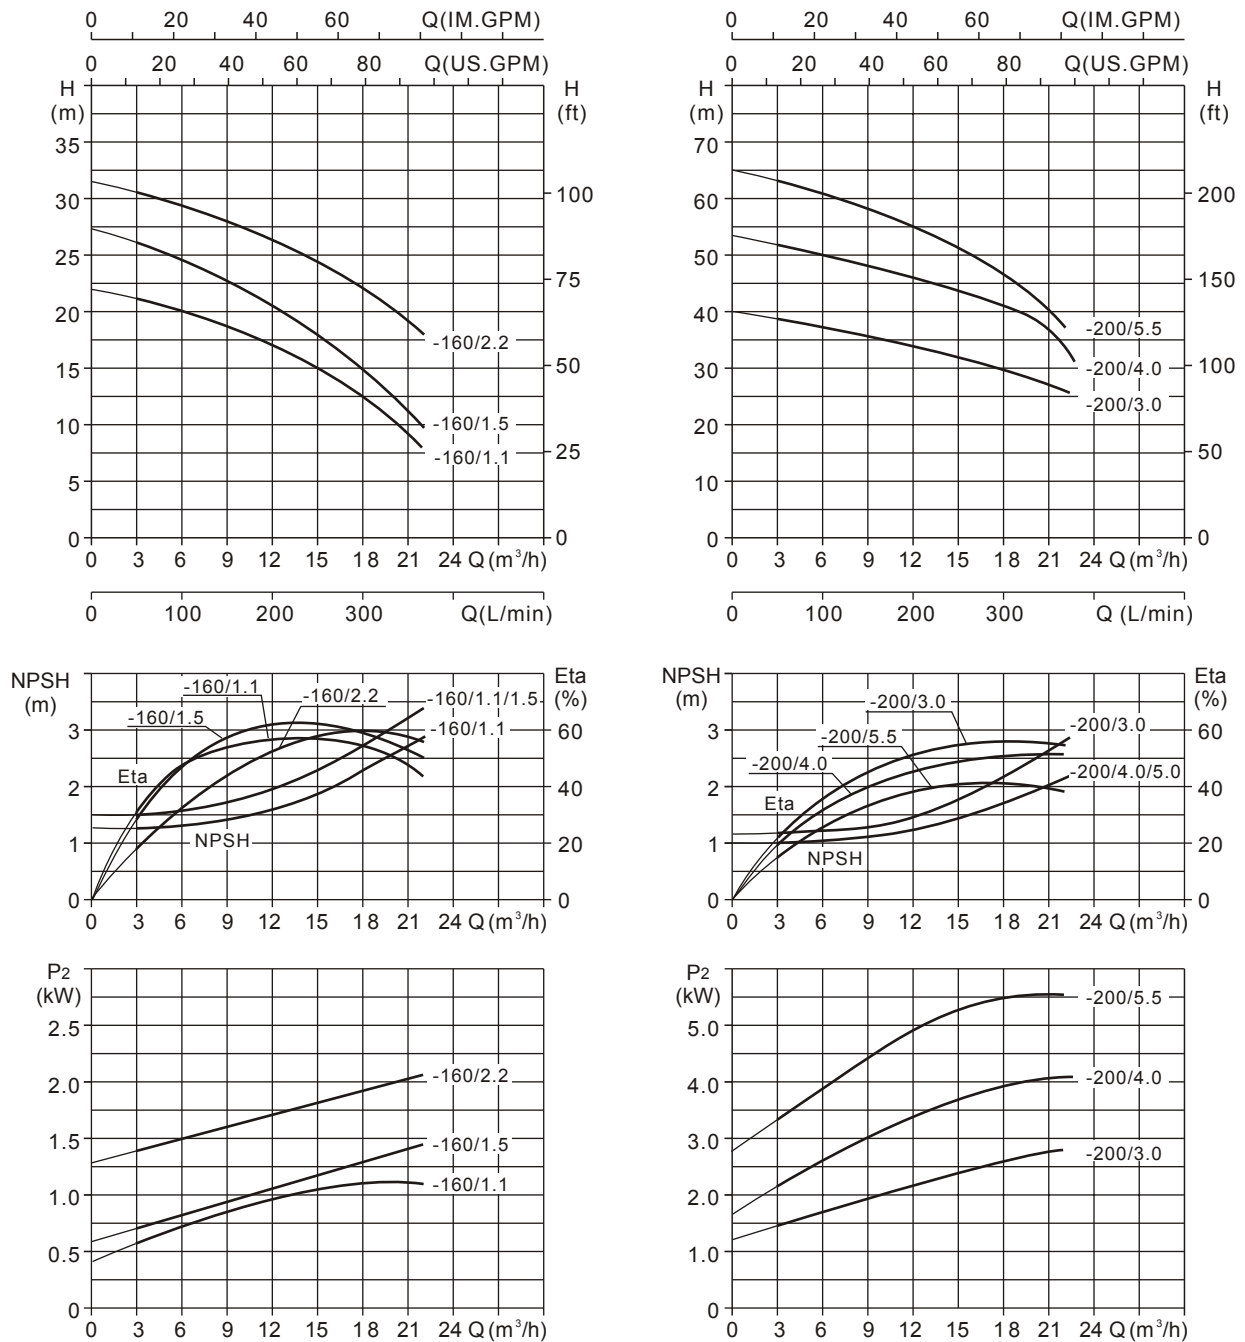 0 20 40 60 Q(IM.GPM)
0 20 40 60 80 Q(US.GPM)
H
(m)
H
(ft)
35
30
25
20
15
10
5
0
100
75
50
25
0
-160/2.2
-160/1.5
-160/1.1
0 3 6 9 12 15 18 21 24 Q(m³/h)
0 100 200 300 Q(L/min)
0 20 40 60 Q(IM.GPM)
0 20 40 60 80 Q(US.GPM)
H
(m)
H
(ft)
70
60
50
40
30
20
10
0
200
150
100
50
0
-200/5.5
-200/4.0
-200/3.0
0 3 6 9 12 15 18 21 24 Q(m³/h)
0 100 200 300 Q (L/min)
NPSH
(m)
Eta
(%)
3
2
1
0
60
40
20
0
-160/1.1
-160/2.2
-160/1.5
-160/1.1/1.5
-160/1.1
Eta
NPSH
0 3 6 9 12 15 18 21 24 Q(m³/h)
NPSH
(m)
Eta
(%)
3
2
1
0
60
40
20
0
-200/3.0
-200/5.5
-200/4.0
-200/3.0
-200/4.0/5.0
Eta
NPSH
0 3 6 9 12 15 18 21 24 Q(m³/h)
P2
(kW)
2.5
2.0
1.5
1.0
0.5
0
-160/2.2
-160/1.5
-160/1.1
0 3 6 9 12 15 18 21 24 Q(m³/h)
P2
(kW)
5.0
4.0
3.0
2.0
1.0
0
-200/5.5
-200/4.0
-200/3.0
0 3 6 9 12 15 18 21 24 Q(m³/h)